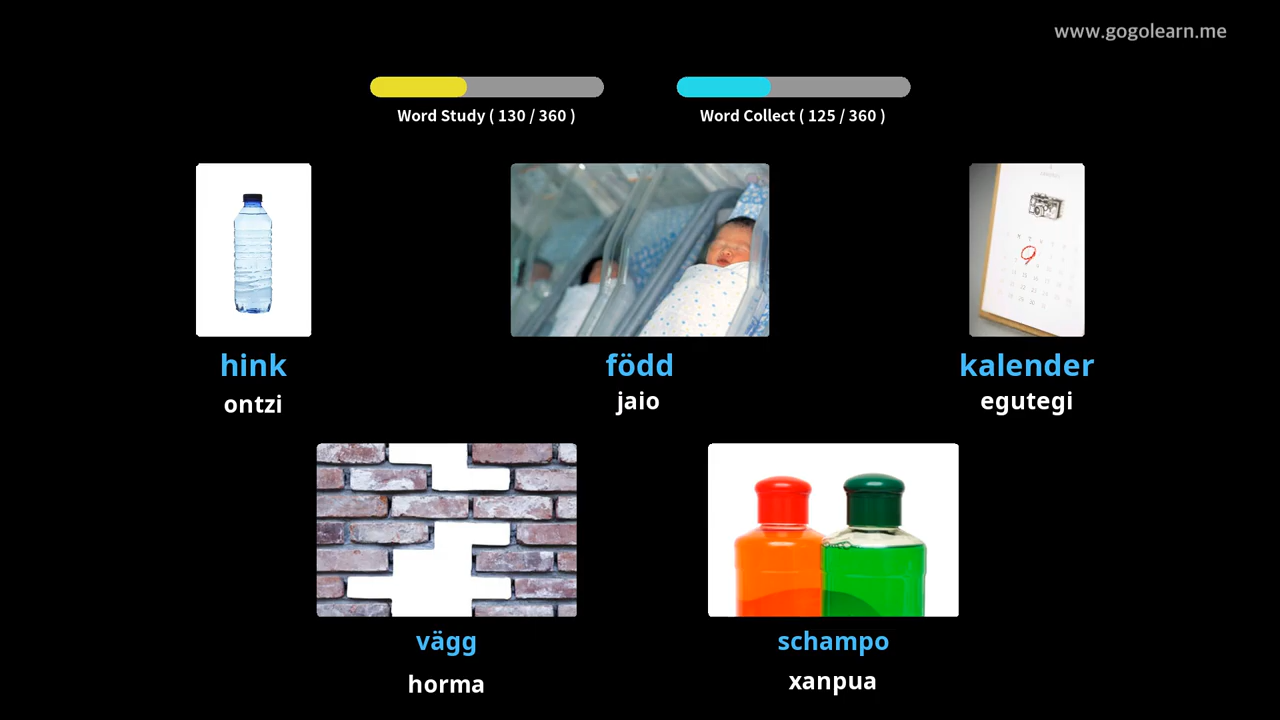 www.gogolearn.me
Word Study ( 130 / 360 )
Word Collect ( 125 / 360 )
hink
ontzi
född
jaio
kalender
egutegi
vägg
horma
schampo
xanpua